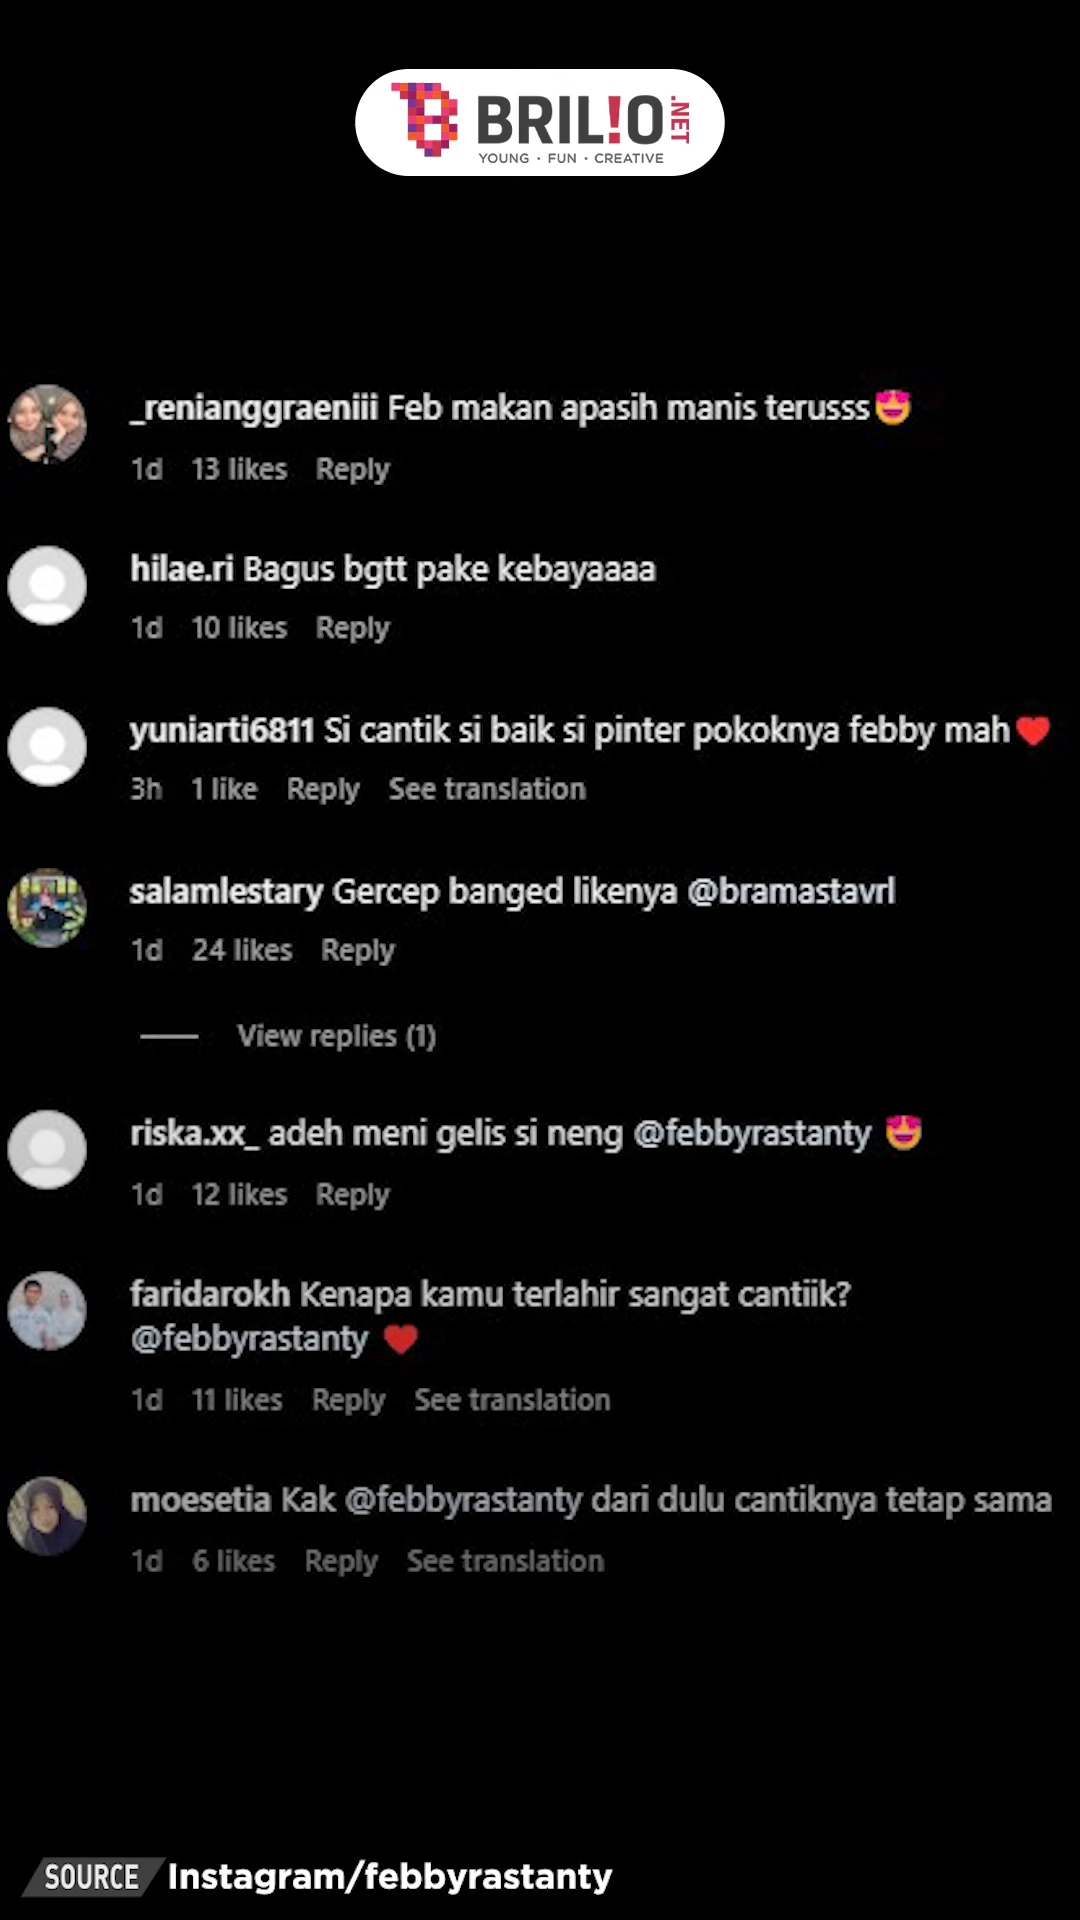 BRIL!O.NET
YOUNG · FUN · CREATIVE
_renianggraeniii Feb makan apasih manis terusss😍
1d 13 likes Reply
hilae.ri Bagus bgtt pake kebayaaaa
1d 10 likes Reply
yuniarti6811 Si cantik si baik si pinter pokoknya febby mah❤️
3h 1 like Reply See translation
salamlestary Gercep banged likenya @bramastavrl
1d 24 likes Reply
View replies (1)
riska.xx_ adeh meni gelis si neng @febbyrastanty 😍
1d 12 likes Reply
faridarokh Kenapa kamu terlahir sangat cantiik?
@febbyrastanty ❤️
1d 11 likes Reply See translation
moesetia Kak @febbyrastanty dari dulu cantiknya tetap sama
1d 6 likes Reply See translation
SOURCE Instagram/febbyrastanty